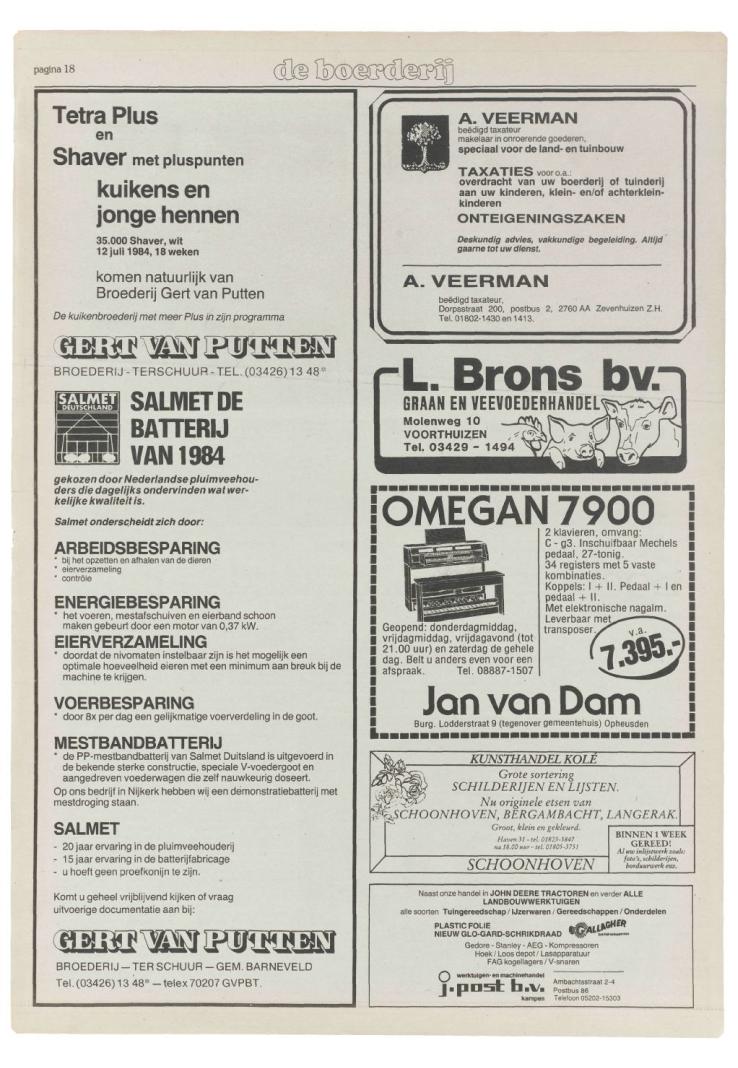 pagina 18
de boerderij
Tetra Plus
en
Shaver met pluspunten
kuikens en
jonge hennen
35.000 Shaver, wit
12 juli 1984, 18 weken
komen natuurlijk van
Broederij Gert van Putten
De kuikenbroederij met meer Plus in zijn programma
GERT VAN PUTTEN
BROEDERIJ - TERSCHUUR - TEL. (03426) 13 48*
SALMET
DEUTSCHLAND
SALMET DE
BATTERIJ
VAN 1984
gekozen door Nederlandse pluimveehou-
ders die dagelijks ondervinden wat wer-
kelijke kwaliteit is.
Salmet onderscheidt zich door:
ARBEIDSBESPARING
* bij het opzetten en afhalen van de dieren
* eierverzameling
* contrôle
ENERGIEBESPARING
* het voeren, mestafschuiven en eierband schoon
maken gebeurt door een motor van 0,37 kW.
EIERVERZAMELING
* doordat de nivomaten instelbaar zijn is het mogelijk een
optimale hoeveelheid eieren met een minimum aan breuk bij de
machine te krijgen.
VOERBESPARING
* door 8x per dag een gelijkmatige voerverdeling in de goot.
MESTBANDBATTERIJ
* de PP-mestbandbatterij van Salmet Duitsland is uitgevoerd in
de bekende sterke constructie, speciale V-voedergoot en
aangedreven voederwagen die zelf nauwkeurig doseert.
Op ons bedrijf in Nijkerk hebben wij een demonstratiebatterij met
mestdroging staan.
SALMET
- 20 jaar ervaring in de pluimveehouderij
- 15 jaar ervaring in de batterijfabricage
- u hoeft geen proefkonijn te zijn.
Komt u geheel vrijblijvend kijken of vraag
uitvoerige documentatie aan bij:
GERT VAN PUTTEN
BROEDERIJ — TER SCHUUR — GEM. BARNEVELD
Tel. (03426) 13 48* — telex 70207 GVPBT.
A. VEERMAN
beëdigd taxateur
makelaar in onroerende goederen,
speciaal voor de land- en tuinbouw
TAXATIES voor o.a.:
overdracht van uw boerderij of tuinderij
aan uw kinderen, klein- en/of achterklein-
kinderen
ONTEIGENINGSZAKEN
Deskundig advies, vakkundige begeleiding. Altijd
gaarne tot uw dienst.
A. VEERMAN
beëdigd taxateur,
Dorpsstraat 200, postbus 2, 2760 AA Zevenhuizen Z.H.
Tel. 01802-1430 en 1413.
L. Brons bv.
GRAAN EN VEEVOEDERHANDEL
Molenweg 10
VOORTHUIZEN
Tel. 03429 - 1494
OMEGAN 7900
2 klavieren, omvang:
C - g3. Inschuifbaar Mechels
pedaal, 27-tonig.
34 registers met 5 vaste
kombinaties.
Koppels: I + II. Pedaal + I en
pedaal + II.
Met elektronische nagalm.
Leverbaar met
transposer.
v.a.
7.395.-
Geopend: donderdagmiddag,
vrijdagmiddag, vrijdagavond (tot
21.00 uur) en zaterdag de gehele
dag. Belt u anders even voor een
afspraak. Tel. 08887-1507
Jan van Dam
Burg. Lodderstraat 9 (tegenover gemeentehuis) Opheusden
KUNSTHANDEL KOLÉ
Grote sortering
SCHILDERIJEN EN LIJSTEN.
Nu originele etsen van
SCHOONHOVEN, BERGAMBACHT, LANGERAK.
Groot, klein en gekleurd.
Haven 31 - tel. 01823-3847
na 18.00 uur - tel. 01805-3751
SCHOONHOVEN
BINNEN 1 WEEK
GEREED!
Al uw inlijstwerk zoals:
foto's, schilderijen,
borduurwerk enz.
Naast onze handel in JOHN DEERE TRACTOREN en verder ALLE
LANDBOUWWERKTUIGEN
alle soorten Tuingereedschap / IJzerwaren / Gereedschappen / Onderdelen
PLASTIC FOLIE
NIEUW GLO-GARD-SCHRIKDRAAD
GALLAGHER
Gedore - Stanley - AEG - Kompressoren
Hoek / Loos depot / Lasapparatuur
FAG kogellagers / V-snaren
werktuigen- en machinehandel
j. post b.v.
kampen
Ambachtsstraat 2-4
Postbus 86
Telefoon 05202-15303